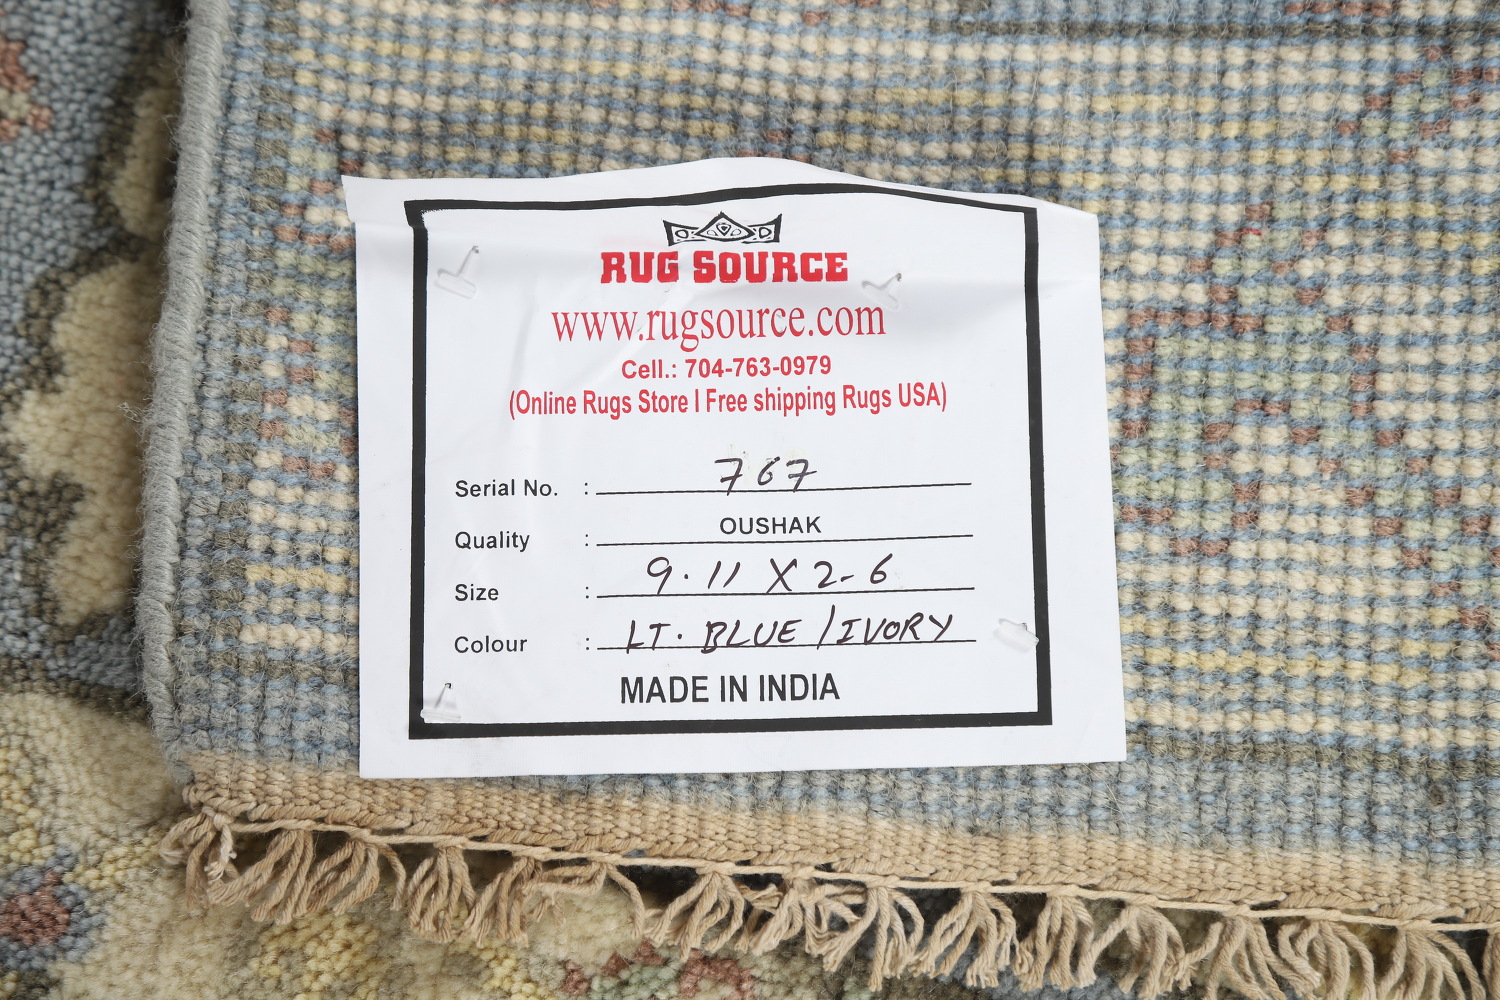 RUG SOURCE
www.rugsource.com
Cell.: 704-763-0979
(Online Rugs Store I Free shipping Rugs USA)
Serial No. : 767
Quality : OUSHAK
Size : 9.11 X 2-6
Colour : LT. BLUE / IVORY
MADE IN INDIA